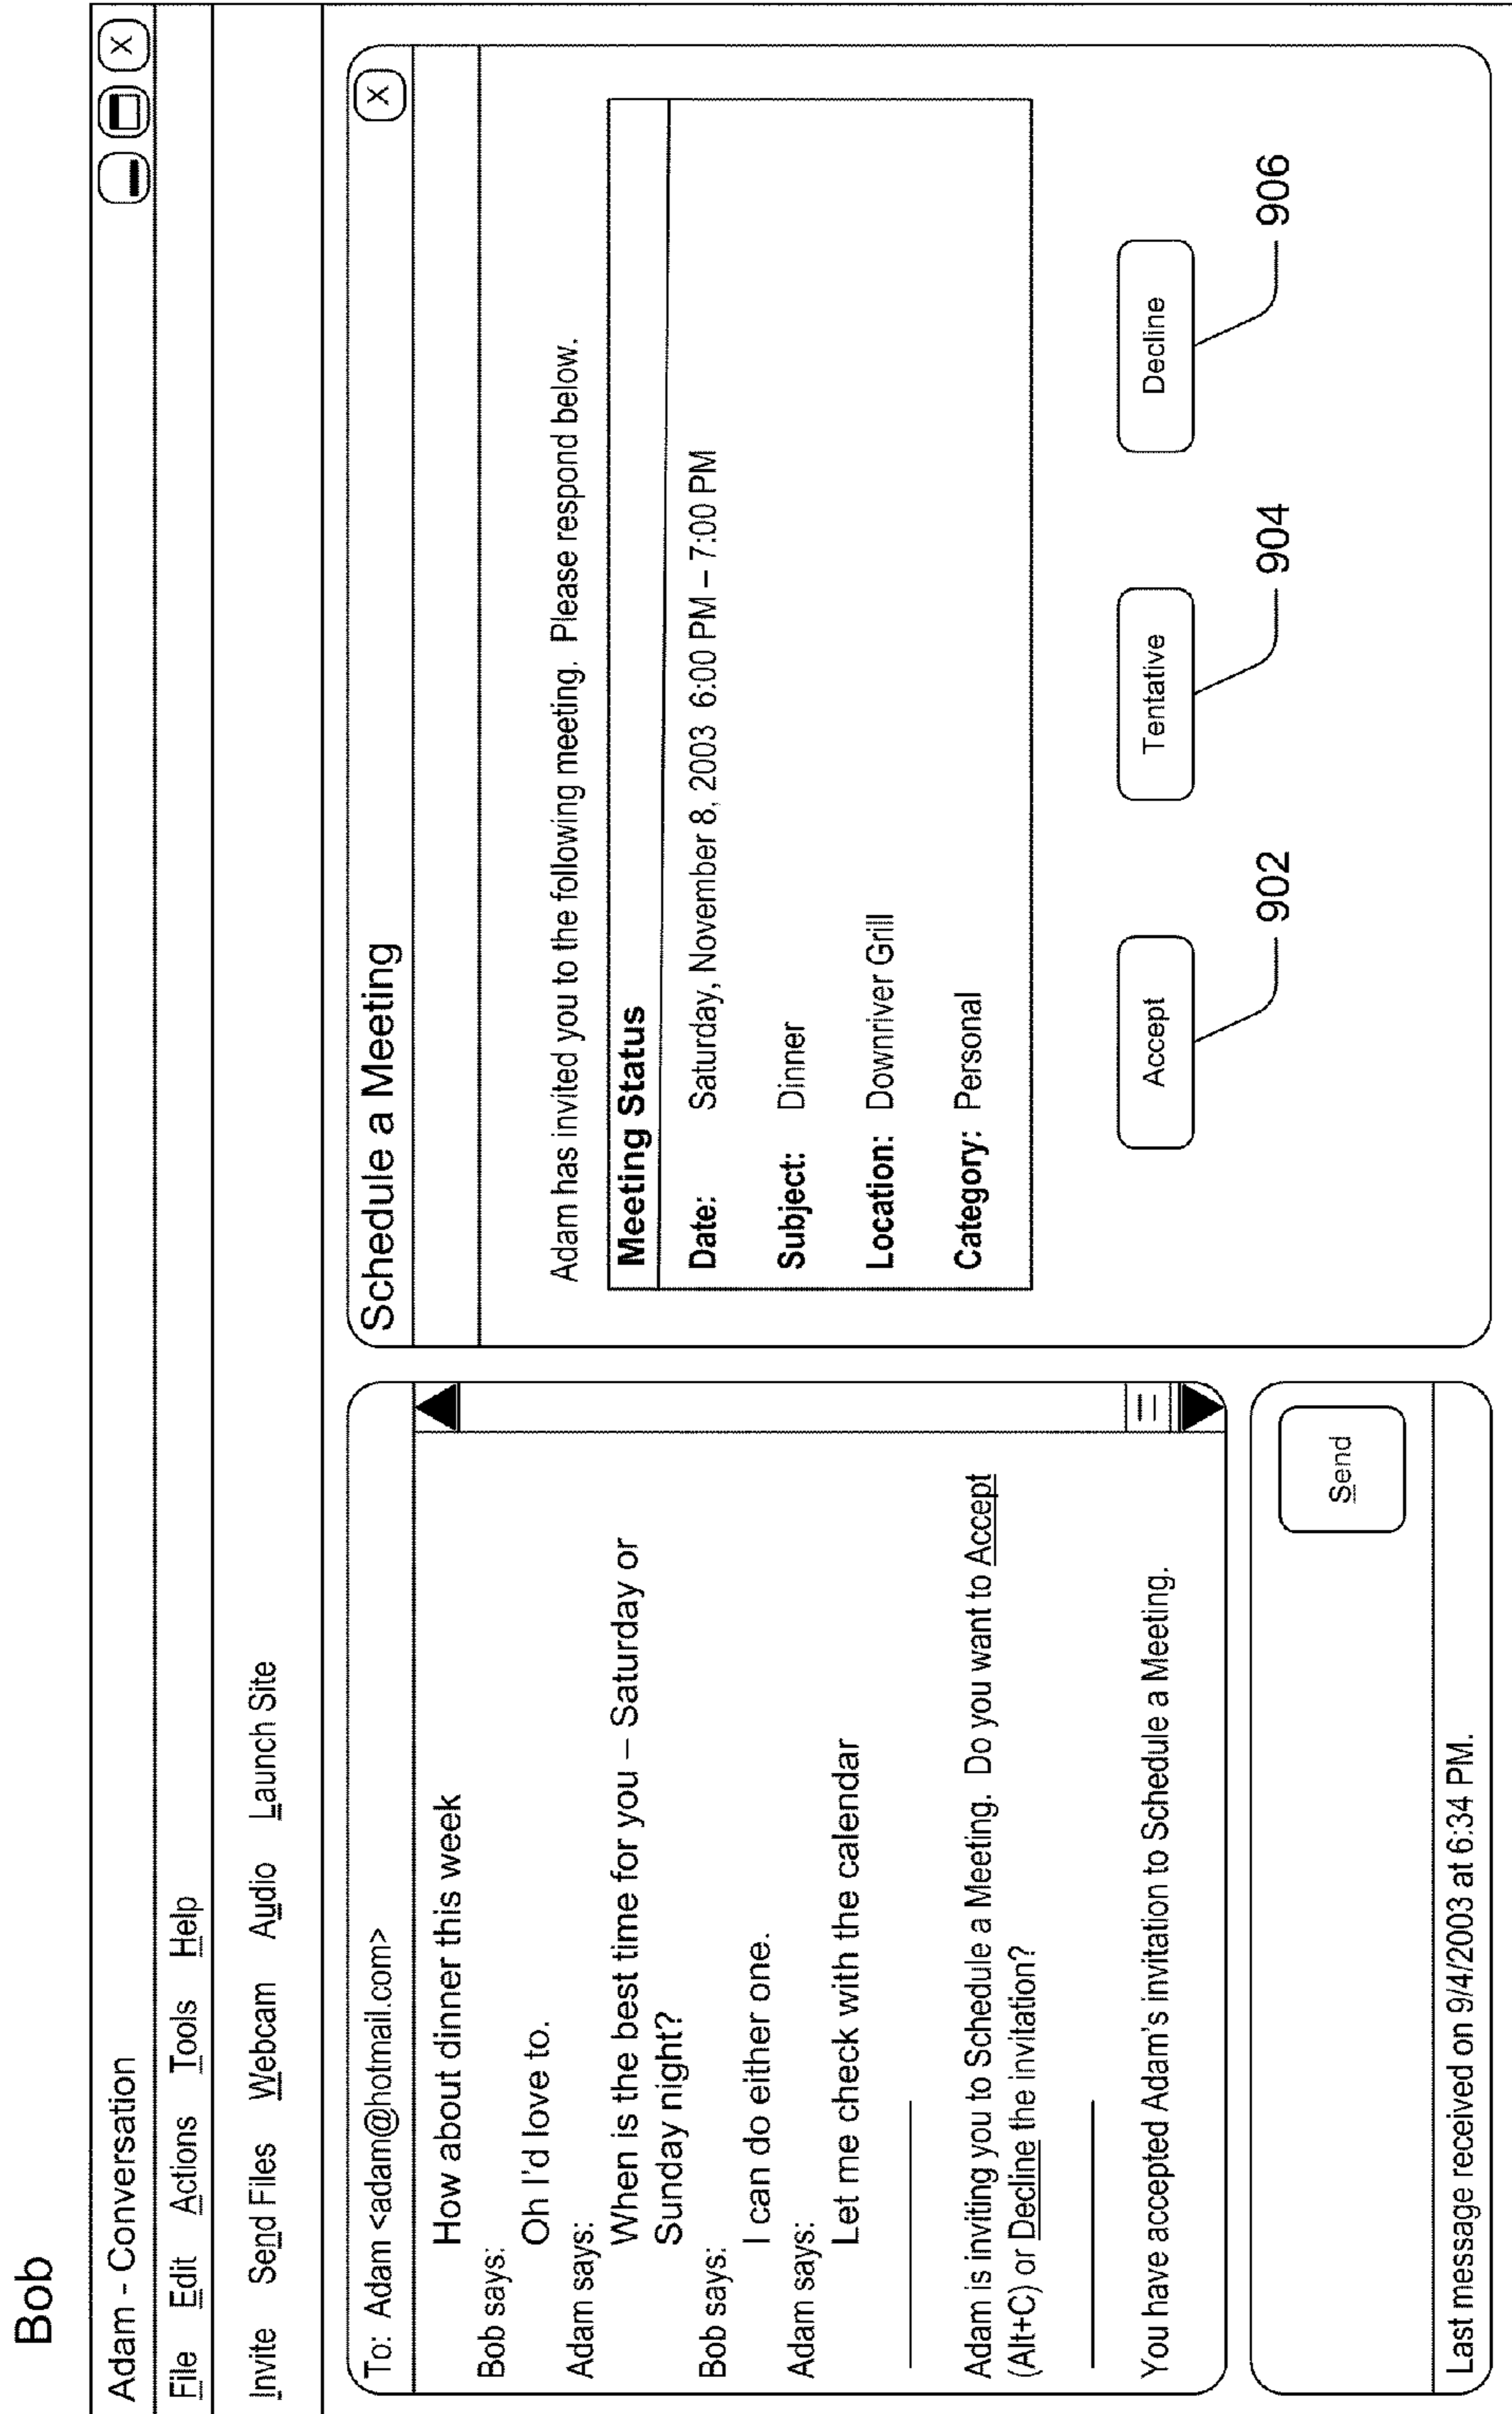 Bob
Adam - Conversation
X
File Edit Actions Tools Help
Invite Send Files Webcam Audio Launch Site
To: Adam <adam@hotmail.com>
How about dinner this week
Bob says:
Oh I'd love to.
Adam says:
When is the best time for you – Saturday or
Sunday night?
Bob says:
I can do either one.
Adam says:
Let me check with the calendar
Adam is inviting you to Schedule a Meeting. Do you want to Accept
(Alt+C) or Decline the invitation?
You have accepted Adam's invitation to Schedule a Meeting.
Send
Last message received on 9/4/2003 at 6:34 PM.
Schedule a Meeting
X
Adam has invited you to the following meeting. Please respond below.
Meeting Status
Date: Saturday, November 8, 2003 6:00 PM – 7:00 PM
Subject: Dinner
Location: Downriver Grill
Category: Personal
Accept Tentative Decline
902 904 906